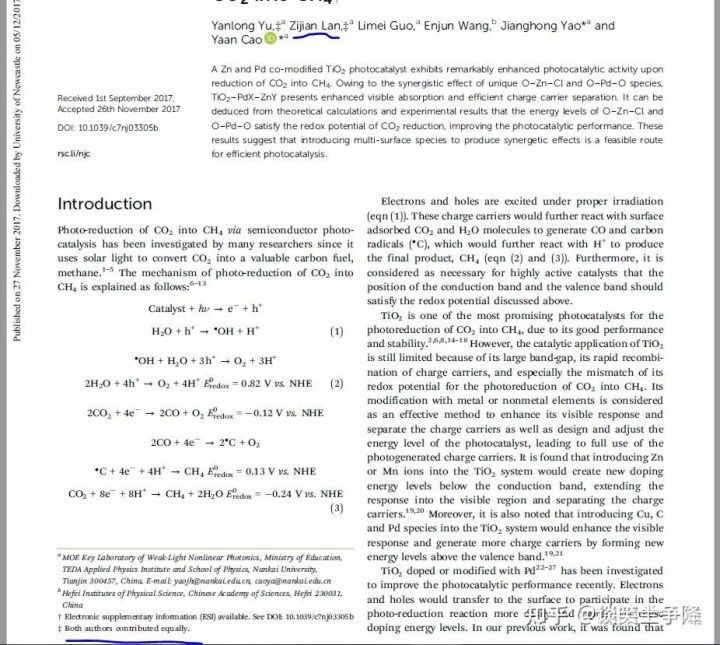 CO₂ into CH₄†
Yanlong Yu,‡ᵃ Zijian Lan,‡ᵃ Limei Guo,ᵃ Enjun Wang,ᵇ Jianghong Yao*ᵃ and
Yaan Cao iD *ᵃ
A Zn and Pd co-modified TiO₂ photocatalyst exhibits remarkably enhanced photocatalytic activity upon
reduction of CO₂ into CH₄. Owing to the synergistic effect of unique O–Zn–Cl and O–Pd–O species,
TiO₂–PdX–ZnY presents enhanced visible absorption and efficient charge carrier separation. It can be
deduced from theoretical calculations and experimental results that the energy levels of O–Zn–Cl and
O–Pd–O satisfy the redox potential of CO₂ reduction, improving the photocatalytic performance. These
results suggest that introducing multi-surface species to produce synergetic effects is a feasible route
for efficient photocatalysis.
Received 1st September 2017,
Accepted 26th November 2017
DOI: 10.1039/c7nj03305b
rsc.li/njc
Published on 27 November 2017. Downloaded by University of Newcastle on 05/12/2017
Introduction
Photo-reduction of CO₂ into CH₄ via semiconductor photo-
catalysis has been investigated by many researchers since it
uses solar light to convert CO₂ into a valuable carbon fuel,
methane.¹⁻⁵ The mechanism of photo-reduction of CO₂ into
CH₄ is explained as follows:⁶⁻¹³
Catalyst + hν → e⁻ + h⁺
H₂O + h⁺ → •OH + H⁺ (1)
•OH + H₂O + 3h⁺ → O₂ + 3H⁺
2H₂O + 4h⁺ → O₂ + 4H⁺ E⁰redox = 0.82 V vs. NHE (2)
2CO₂ + 4e⁻ → 2CO + O₂ E⁰redox = −0.12 V vs. NHE
2CO + 4e⁻ → 2•C + O₂
•C + 4e⁻ + 4H⁺ → CH₄ E⁰redox = 0.13 V vs. NHE
CO₂ + 8e⁻ + 8H⁺ → CH₄ + 2H₂O E⁰redox = −0.24 V vs. NHE
(3)
ᵃ MOE Key Laboratory of Weak-Light Nonlinear Photonics, Ministry of Education,
TEDA Applied Physics Institute and School of Physics, Nankai University,
Tianjin 300457, China. E-mail: yaojh@nankai.edu.cn, caoya@nankai.edu.cn
ᵇ Hefei Institutes of Physical Science, Chinese Academy of Sciences, Hefei 230031,
China
† Electronic supplementary information (ESI) available. See DOI: 10.1039/c7nj03305b
‡ Both authors contributed equally.
Electrons and holes are excited under proper irradiation
(eqn (1)). These charge carriers would further react with surface
adsorbed CO₂ and H₂O molecules to generate CO and carbon
radicals (•C), which would further react with H⁺ to produce
the final product, CH₄ (eqn (2) and (3)). Furthermore, it is
considered as necessary for highly active catalysts that the
position of the conduction band and the valence band should
satisfy the redox potential discussed above.
TiO₂ is one of the most promising photocatalysts for the
photoreduction of CO₂ into CH₄, due to its good performance
and stability.²,⁶,⁸,¹⁴⁻¹⁸ However, the catalytic application of TiO₂
is still limited because of its large band-gap, its rapid recombi-
nation of charge carriers, and especially the mismatch of its
redox potential for the photoreduction of CO₂ into CH₄. Its
modification with metal or nonmetal elements is considered
as an effective method to enhance its visible response and
separate the charge carriers as well as design and adjust the
energy level of the photocatalyst, leading to full use of the
photogenerated charge carriers. It is found that introducing Zn
or Mn ions into the TiO₂ system would create new doping
energy levels below the conduction band, extending the
response into the visible region and separating the charge
carriers.¹⁹,²⁰ Moreover, it is also noted that introducing Cu, C
and Pd species into the TiO₂ system would enhance the visible
response and generate more charge carriers by forming new
energy levels above the valence band.¹⁹,²¹
TiO₂ doped or modified with Pd²²⁻²⁷ has been investigated
to improve the photocatalytic performance recently. Electrons
and holes would transfer to the surface to participate in the
photo-reduction reaction more
doping energy levels. In our previous work, it was found that
知乎